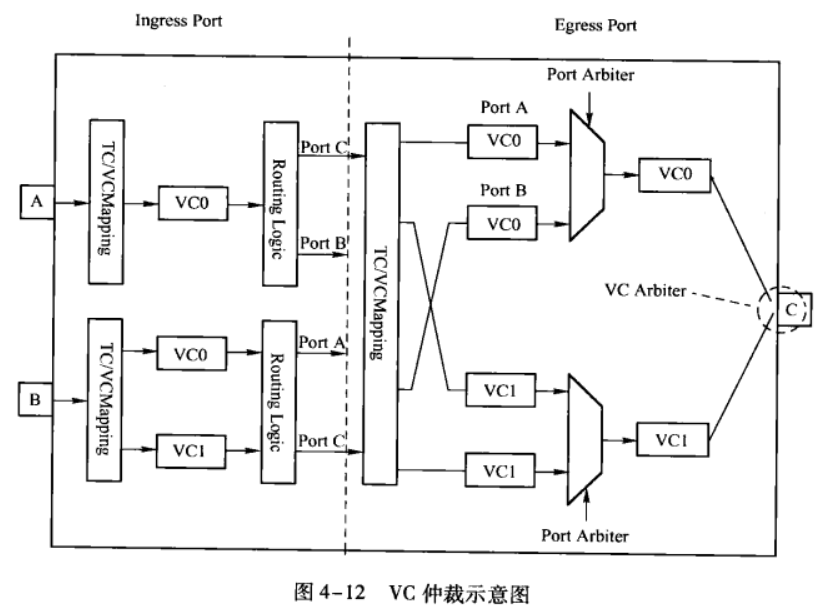 Ingress Port
Egress Port
Port Arbiter
Port A
VC0
Port C
TC/VCMapping
Routing Logic
A
VC0
VC0
Port B
VC0
Port B
TC/VCMapping
VC Arbiter
C
Port A
TC/VCMapping
VC0
Routing Logic
B
VC1
Port C
VC1
VC1
VC1
Port Arbiter
图 4-12 VC 仲裁示意图